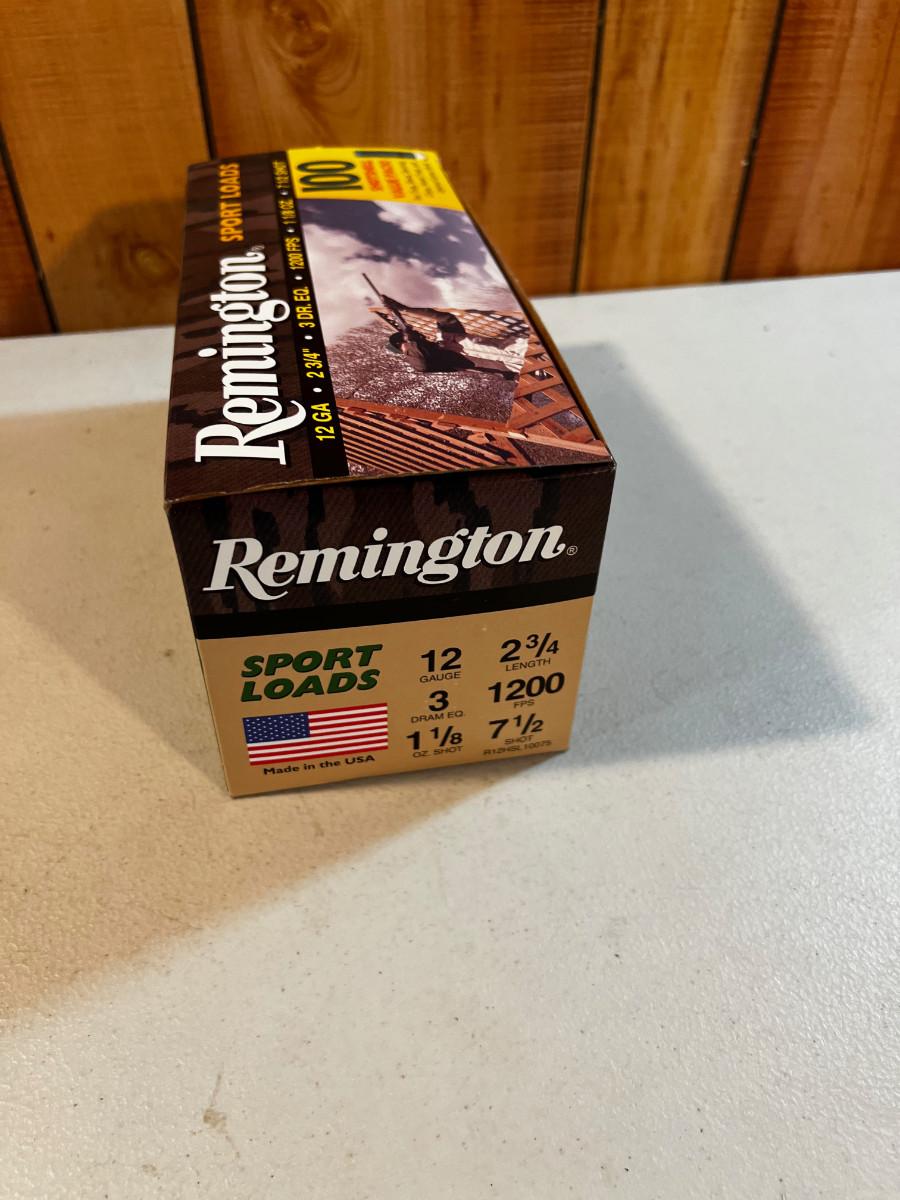 Remington® SPORT LOADS
12 GA • 2 3/4" • 3 DR. EQ. • 1200 FPS • 1 1/8 OZ. • 7 1/2 SHOT
100
Remington®
SPORT
LOADS
Made in the USA
12
GAUGE
3
DRAM EQ.
1 1/8
OZ. SHOT
2 3/4
LENGTH
1200
FPS
7 1/2
SHOT
R12HSL10075